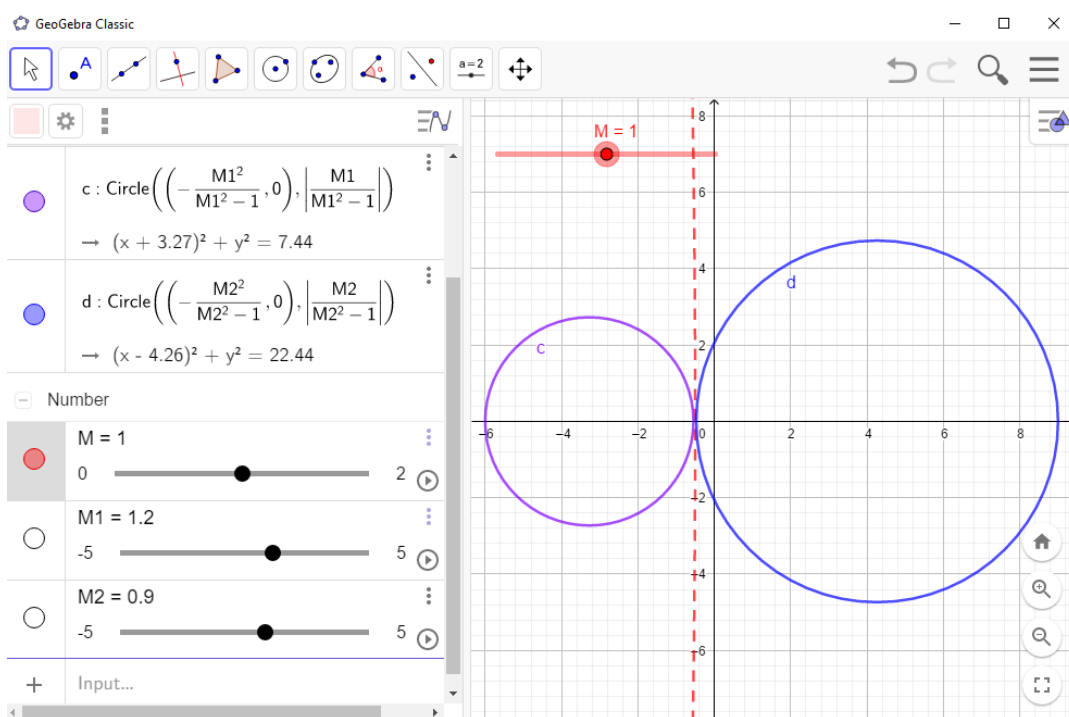 GeoGebra Classic
A
a=2
c : Circle((- M1²/(M1² − 1), 0), |M1/(M1² − 1)|)
→ (x + 3.27)² + y² = 7.44
d : Circle((- M2²/(M2² − 1), 0), |M2/(M2² − 1)|)
→ (x - 4.26)² + y² = 22.44
Number
M = 1
0 2
M1 = 1.2
-5 5
M2 = 0.9
-5 5
+ Input...
M = 1
8
6
4
d
2
c
–6 –4 –2 0 2 4 6 8
–2
–4
–6